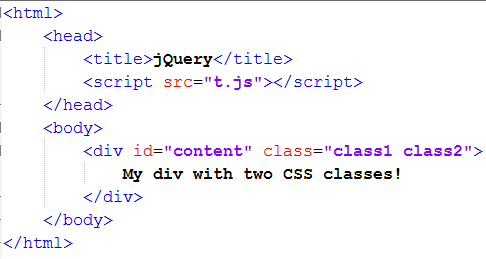 <html>
    <head>
        <title>jQuery</title>
        <script src="t.js"></script>
    </head>
    <body>
        <div id="content" class="class1 class2">
            My div with two CSS classes!
        </div>
    </body>
</html>